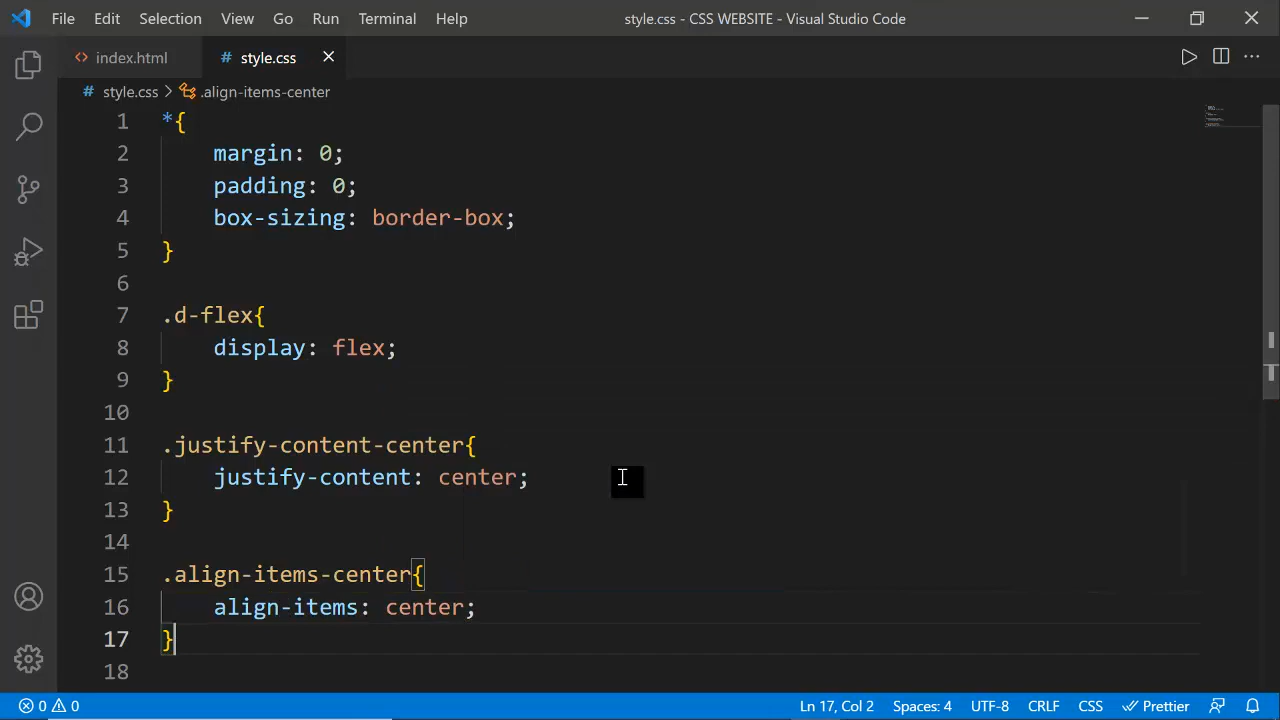 File Edit Selection View Go Run Terminal Help style.css - CSS WEBSITE - Visual Studio Code
<> index.html # style.css
# style.css > .align-items-center
1 *{
2 margin: 0;
3 padding: 0;
4 box-sizing: border-box;
5 }
6
7 .d-flex{
8 display: flex;
9 }
10
11 .justify-content-center{
12 justify-content: center;
13 }
14
15 .align-items-center{
16 align-items: center;
17 }
18
0 0 Ln 17, Col 2 Spaces: 4 UTF-8 CRLF CSS Prettier